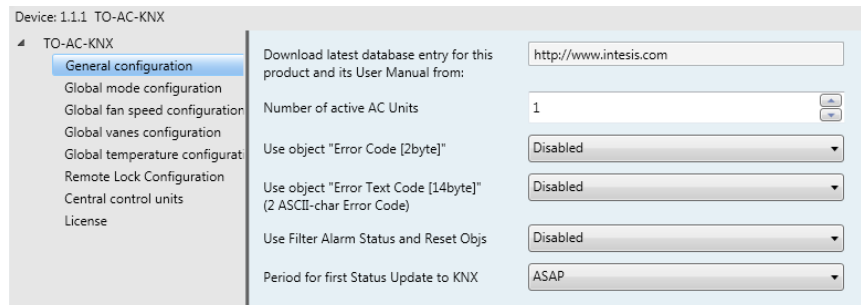 Device: 1.1.1 TO-AC-KNX
TO-AC-KNX
General configuration
Global mode configuration
Global fan speed configuration
Global vanes configuration
Global temperature configurati
Remote Lock Configuration
Central control units
License
Download latest database entry for this
product and its User Manual from:
http://www.intesis.com
Number of active AC Units
1
Use object "Error Code [2byte]"
Disabled
Use object "Error Text Code [14byte]"
(2 ASCII-char Error Code)
Disabled
Use Filter Alarm Status and Reset Objs
Disabled
Period for first Status Update to KNX
ASAP